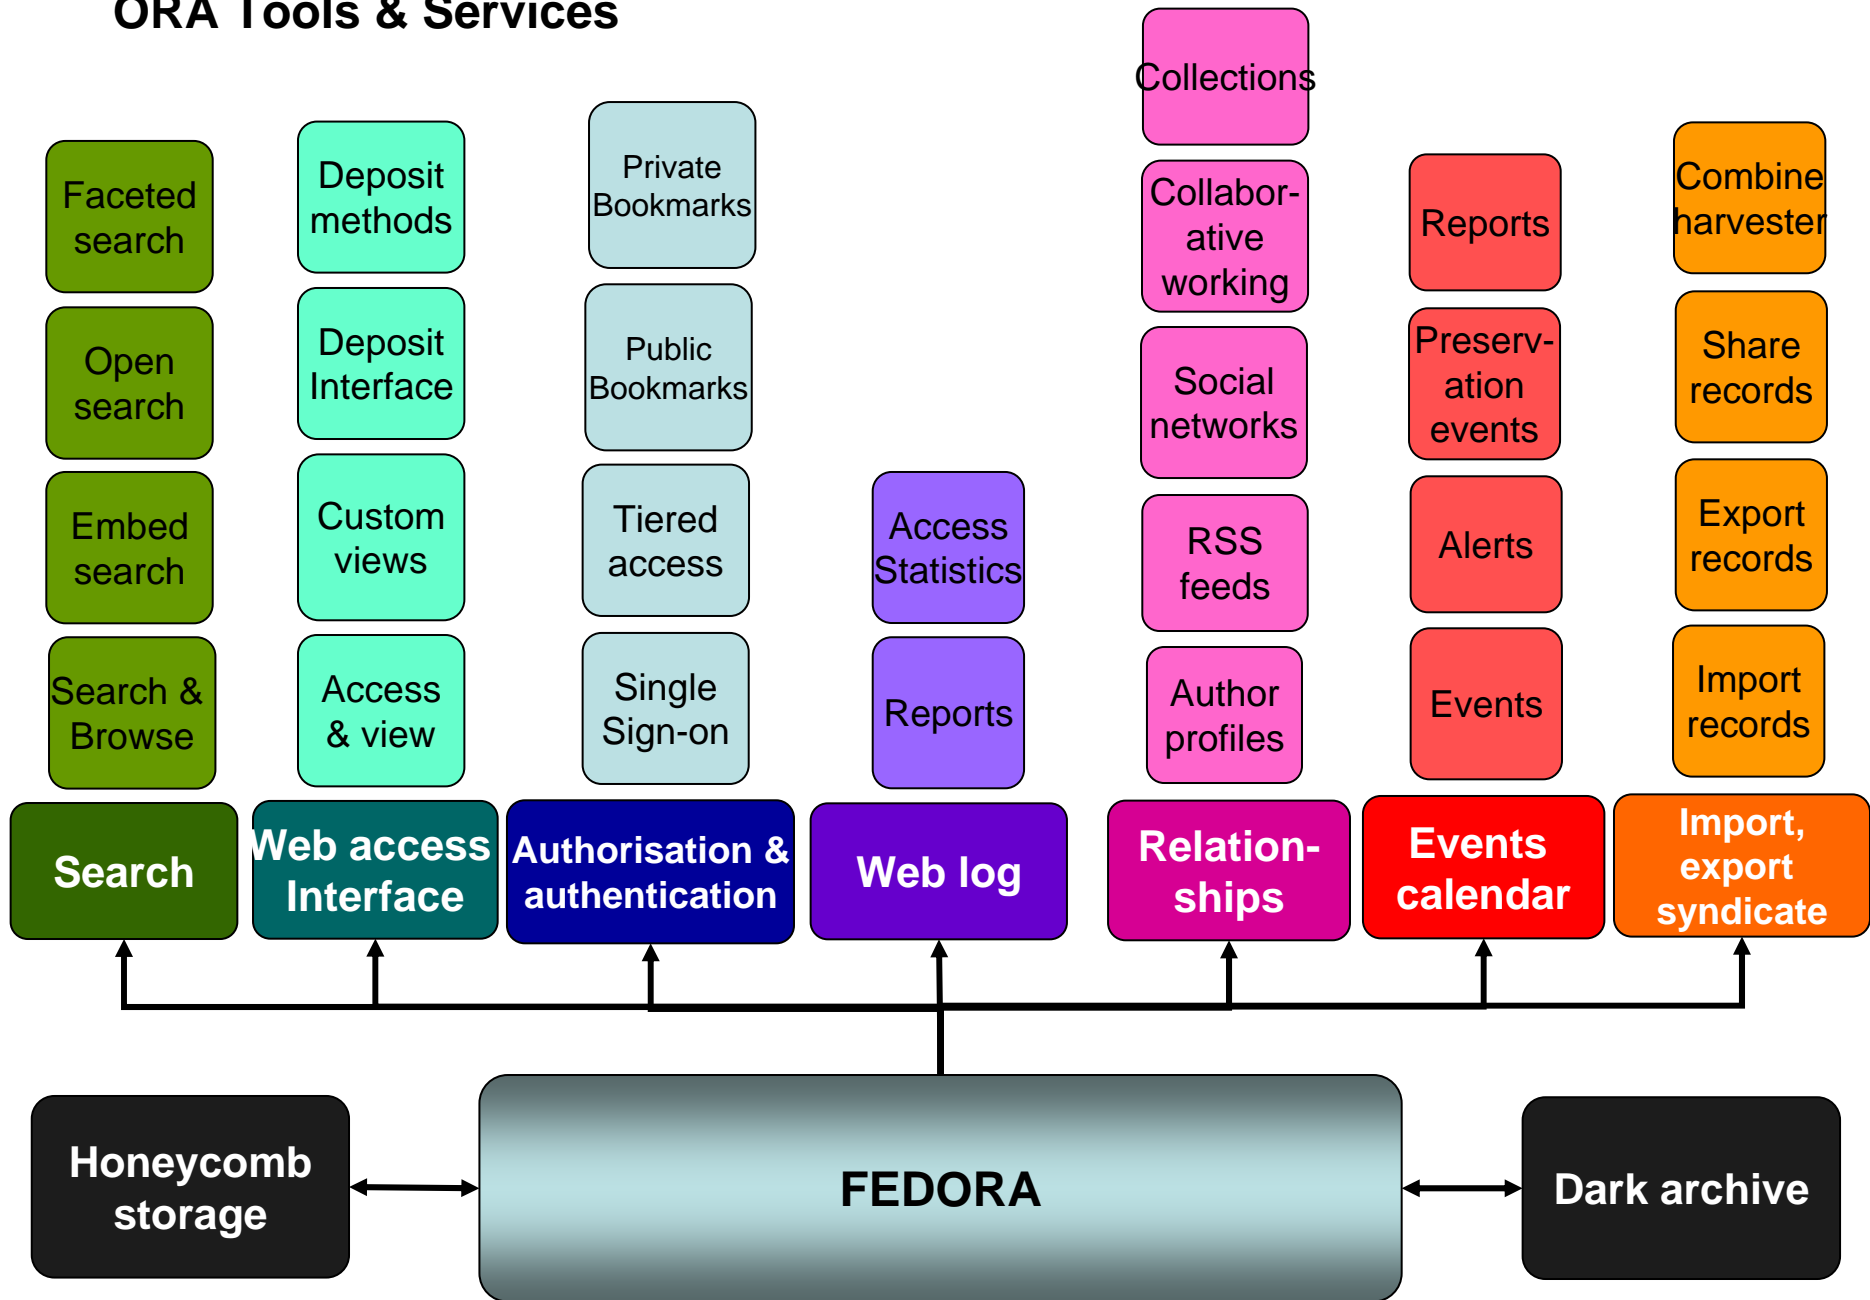 ORA Tools & Services
Faceted
search
Open
search
Embed
search
Search &
Browse
Search
Deposit
methods
Deposit
Interface
Custom
views
Access
& view
Web access
Interface
Private
Bookmarks
Public
Bookmarks
Tiered
access
Single
Sign-on
Authorisation &
authentication
Access
Statistics
Reports
Web log
Collections
Collabor-
ative
working
Social
networks
RSS
feeds
Author
profiles
Relation-
ships
Reports
Preserv-
ation
events
Alerts
Events
Events
calendar
Combine
harvester
Share
records
Export
records
Import
records
Import,
export
syndicate
Honeycomb
storage
FEDORA
Dark archive